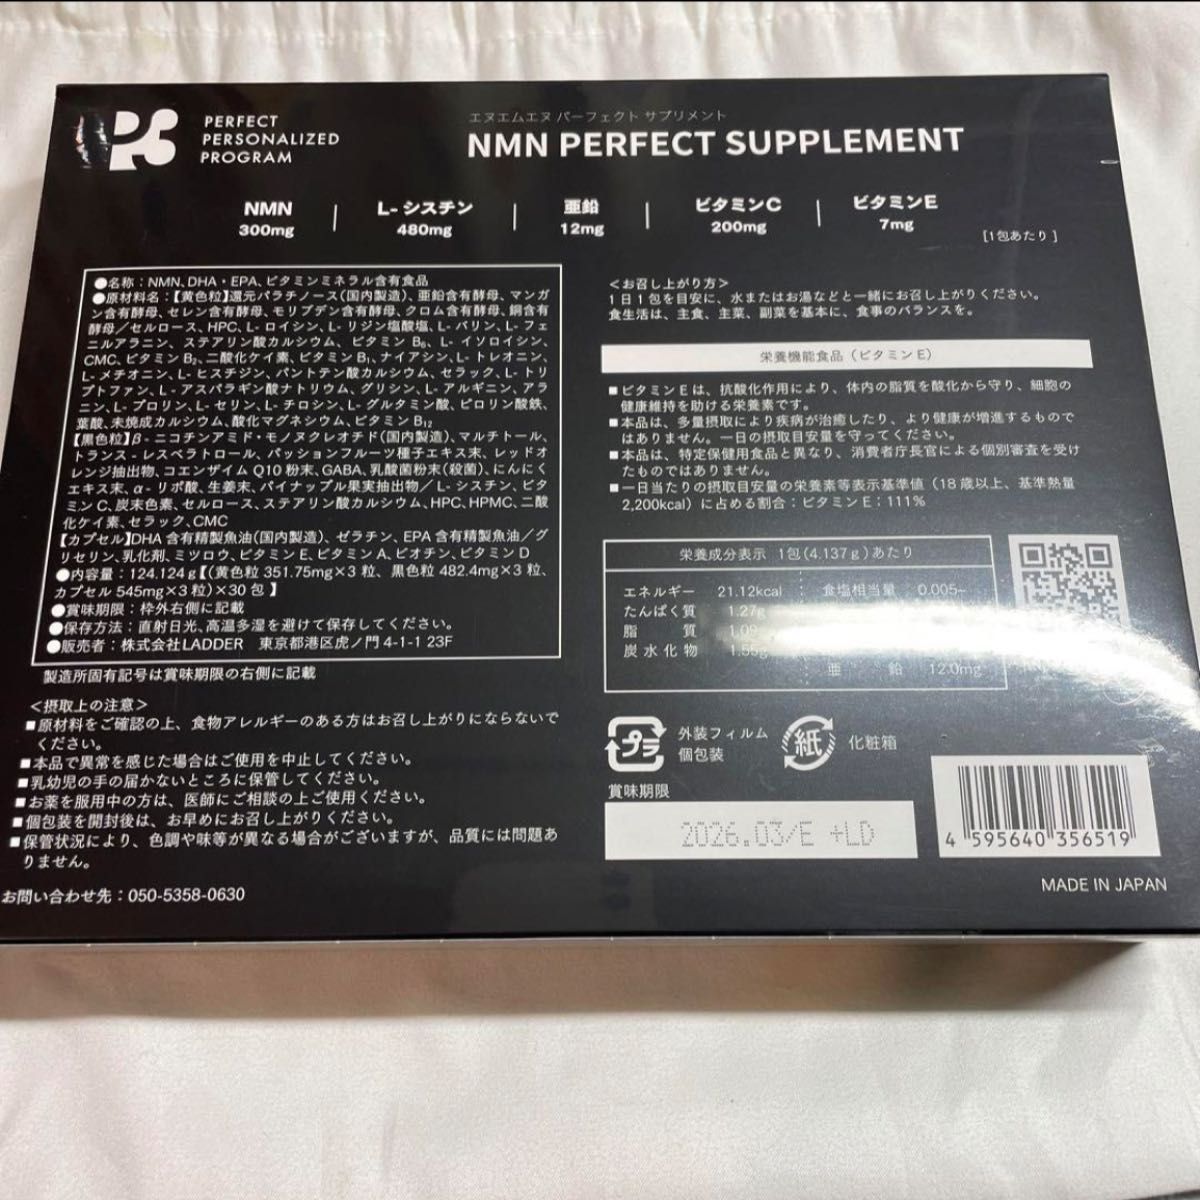 PERFECT
PERSONALIZED
PROGRAM
エヌエムエヌ パーフェクト サプリメント
NMN PERFECT SUPPLEMENT
NMN
300mg
L-シスチン
480mg
亜鉛
12mg
ビタミンC
200mg
ビタミンE
7mg
[1包あたり]
●名称：NMN、DHA・EPA、ビタミンミネラル含有食品
●原材料名：【黄色粒】還元パラチノース(国内製造)、亜鉛含有酵母、マンガ
ン含有酵母、セレン含有酵母、モリブデン含有酵母、クロム含有酵母、銅含有
酵母／セルロース、HPC、L-ロイシン、L-リジン塩酸塩、L-バリン、L-フェ
ニルアラニン、ステアリン酸カルシウム、ビタミンB₆、L-イソロイシン、
CMC、ビタミンB₂、二酸化ケイ素、ビタミンB₁、ナイアシン、L-トレオニン、
L-メチオニン、L-ヒスチジン、パントテン酸カルシウム、セラック、L-トリ
プトファン、L-アスパラギン酸ナトリウム、グリシン、L-アルギニン、アラ
ニン、L-プロリン、L-セリン、L-チロシン、L-グルタミン酸、ピロリン酸鉄、
葉酸、未焼成カルシウム、酸化マグネシウム、ビタミンB₁₂
【黒色粒】β-ニコチンアミド・モノヌクレオチド(国内製造)、マルチトール、
トランス-レスベラトロール、パッションフルーツ種子エキス末、レッドオ
レンジ抽出物、コエンザイムQ10粉末、GABA、乳酸菌粉末(殺菌)、にんにく
エキス末、α-リポ酸、生姜末、パイナップル果実抽出物／L-シスチン、ビタミ
ンC、炭末色素、セルロース、ステアリン酸カルシウム、HPC、HPMC、二酸
化ケイ素、セラック、CMC
【カプセル】DHA含有精製魚油(国内製造)、ゼラチン、EPA含有精製魚油／グ
リセリン、乳化剤、ミツロウ、ビタミンE、ビタミンA、ビオチン、ビタミンD
●内容量：124.124g【(黄色粒351.75mg×3粒、黒色粒482.4mg×3粒、
カプセル545mg×3粒)×30包】
●賞味期限：枠外右側に記載
●保存方法：直射日光、高温多湿を避けて保存してください。
●販売者：株式会社LADDER 東京都港区虎ノ門4-1-1 23F
製造所固有記号は賞味期限の右側に記載
＜摂取上の注意＞
■原材料をご確認の上、食物アレルギーのある方はお召し上がりにならないで
ください。
■本品で異常を感じた場合はご使用を中止してください。
■乳幼児の手の届かないところに保管してください。
■お薬を服用中の方は、医師にご相談の上ご使用ください。
■個包装を開封後は、お早めにお召し上がりください。
■保管状況により、色調や味等が異なる場合がございますが、品質には問題あ
りません。
お問い合わせ先：050-5358-0630
＜お召し上がり方＞
1日1包を目安に、水またはお湯などと一緒にお召し上がりください。
食生活は、主食、主菜、副菜を基本に、食事のバランスを。
栄養機能食品（ビタミンE）
■ビタミンEは、抗酸化作用により、体内の脂質を酸化から守り、細胞の
健康維持を助ける栄養素です。
■本品は、多量摂取により疾病が治癒したり、より健康が増進するもので
はありません。一日の摂取目安量を守ってください。
■本品は、特定保健用食品と異なり、消費者庁長官による個別審査を受け
たものではありません。
■一日当たりの摂取目安量の栄養素等表示基準値（18歳以上、基準熱量
2,200kcal）に占める割合：ビタミンE：111％
栄養成分表示 1包(4.137g)あたり
エネルギー 21.12kcal 食塩相当量 0.005~
たんぱく質 1.27g
脂質 1.09
炭水化物 1.55g
亜鉛 12.0mg
プラ
外装フィルム
個包装
紙
化粧箱
賞味期限
2026.03/E +LD
4 595640 356519
MADE IN JAPAN